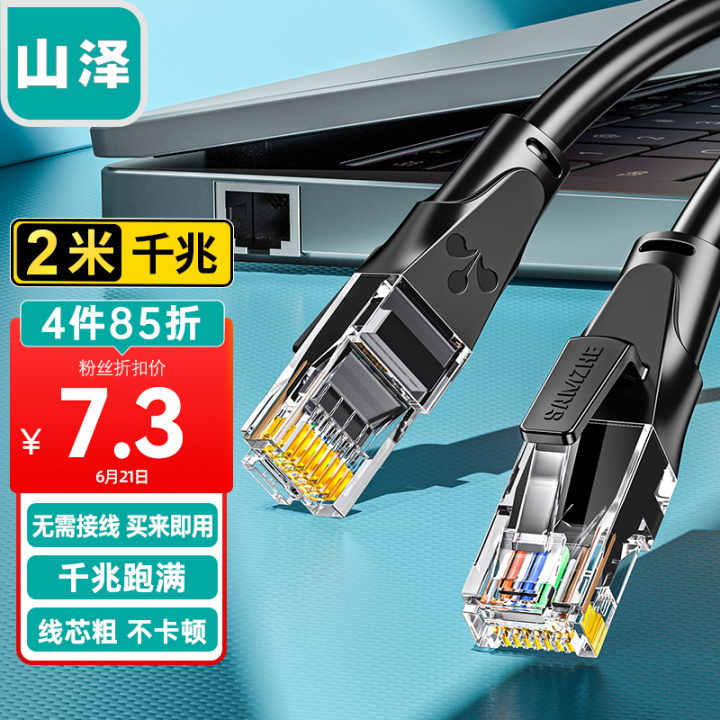 山泽
2米 千兆
4件85折
粉丝折扣价
¥ 7.3
6月21日
无需接线 买来即用
千兆跑满
线芯粗 不卡顿
SHZINNIS